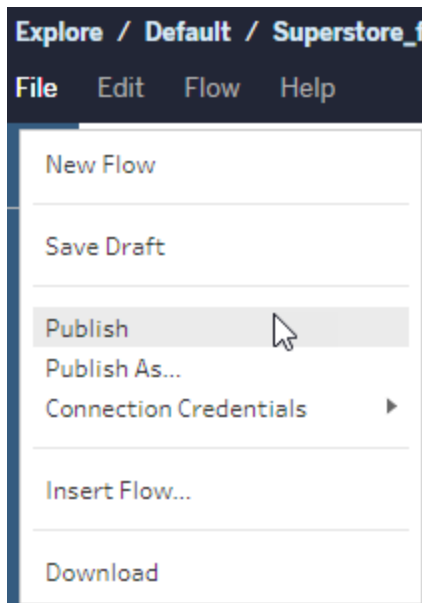 Explore / Default / Superstore_f
File Edit Flow Help
New Flow
Save Draft
Publish
Publish As...
Connection Credentials
Insert Flow...
Download